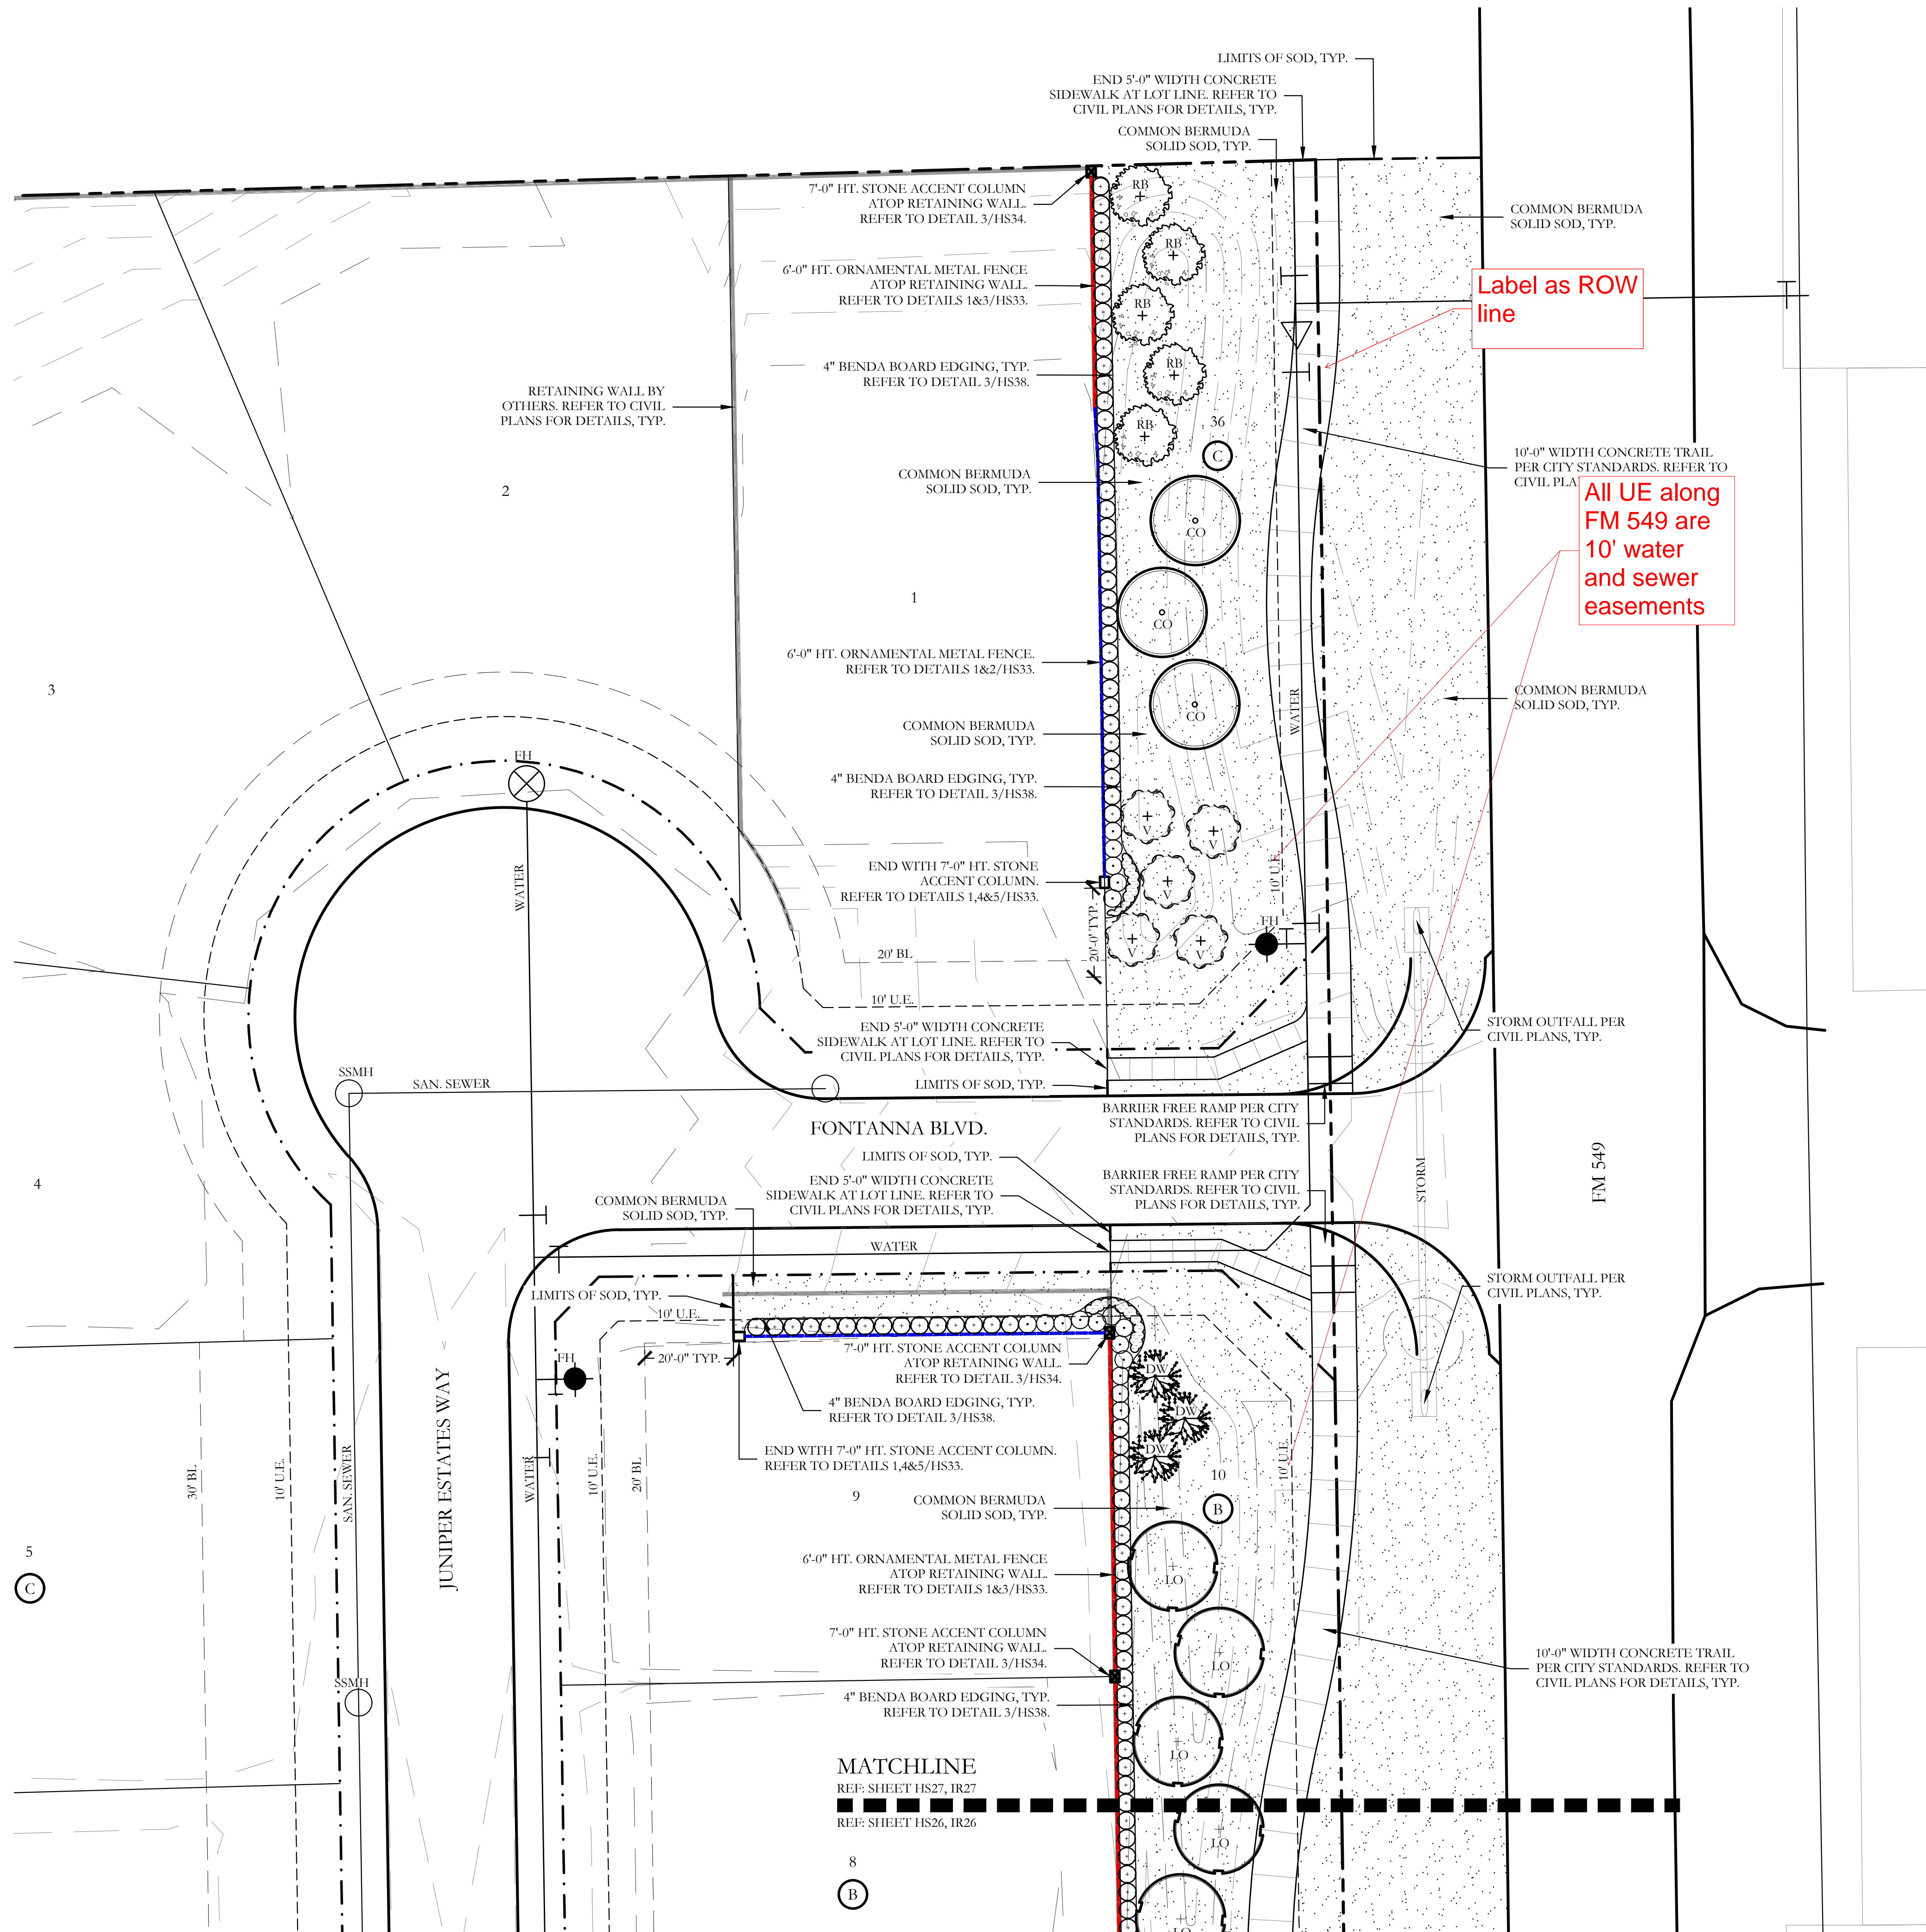 LIMITS OF SOD, TYP.
END 5'-0" WIDTH CONCRETE
SIDEWALK AT LOT LINE. REFER TO
CIVIL PLANS FOR DETAILS, TYP.
COMMON BERMUDA
SOLID SOD, TYP.
7'-0" HT. STONE ACCENT COLUMN
ATOP RETAINING WALL.
REFER TO DETAIL 3/HS34.
RB
COMMON BERMUDA
SOLID SOD, TYP.
RB
6'-0" HT. ORNAMENTAL METAL FENCE
ATOP RETAINING WALL.
REFER TO DETAILS 1&3/HS33.
Label as ROW
line
RB
4" BENDA BOARD EDGING, TYP.
REFER TO DETAIL 3/HS38.
RB
RETAINING WALL BY
OTHERS. REFER TO CIVIL
PLANS FOR DETAILS, TYP.
RB
36
C
10'-0" WIDTH CONCRETE TRAIL
PER CITY STANDARDS. REFER TO
CIVIL PLA
COMMON BERMUDA
SOLID SOD, TYP.
2
All UE along
FM 549 are
10' water
and sewer
easements
CO
1
CO
6'-0" HT. ORNAMENTAL METAL FENCE.
REFER TO DETAILS 1&2/HS33.
3
COMMON BERMUDA
SOLID SOD, TYP.
WATER
CO
COMMON BERMUDA
SOLID SOD, TYP.
FH
4" BENDA BOARD EDGING, TYP.
REFER TO DETAIL 3/HS38.
V
V
WATER
END WITH 7'-0" HT. STONE
ACCENT COLUMN.
REFER TO DETAILS 1,4&5/HS33.
V
10' U.E.
FH
20'-0" TYP.
V
V
20' BL
10' U.E.
END 5'-0" WIDTH CONCRETE
SIDEWALK AT LOT LINE. REFER TO
CIVIL PLANS FOR DETAILS, TYP.
STORM OUTFALL PER
CIVIL PLANS, TYP.
SSMH
SAN. SEWER
LIMITS OF SOD, TYP.
FONTANNA BLVD.
BARRIER FREE RAMP PER CITY
STANDARDS. REFER TO CIVIL
PLANS FOR DETAILS, TYP.
LIMITS OF SOD, TYP.
4
END 5'-0" WIDTH CONCRETE
SIDEWALK AT LOT LINE. REFER TO
CIVIL PLANS FOR DETAILS, TYP.
BARRIER FREE RAMP PER CITY
STANDARDS. REFER TO CIVIL
PLANS FOR DETAILS, TYP.
STORM
FM 549
COMMON BERMUDA
SOLID SOD, TYP.
WATER
LIMITS OF SOD, TYP.
10' U.E.
STORM OUTFALL PER
CIVIL PLANS, TYP.
FH
20'-0" TYP.
7'-0" HT. STONE ACCENT COLUMN
ATOP RETAINING WALL.
REFER TO DETAIL 3/HS34.
DW
DW
4" BENDA BOARD EDGING, TYP.
REFER TO DETAIL 3/HS38.
DW
END WITH 7'-0" HT. STONE ACCENT COLUMN.
REFER TO DETAILS 1,4&5/HS33.
30' BL
10' U.E.
SAN. SEWER
JUNIPER ESTATES WAY
WATER
10' U.E.
20' BL
10' U.E.
9
10
B
COMMON BERMUDA
SOLID SOD, TYP.
5
C
6'-0" HT. ORNAMENTAL METAL FENCE
ATOP RETAINING WALL.
REFER TO DETAILS 1&3/HS33.
LO
7'-0" HT. STONE ACCENT COLUMN
ATOP RETAINING WALL.
REFER TO DETAIL 3/HS34.
LO
10'-0" WIDTH CONCRETE TRAIL
PER CITY STANDARDS. REFER TO
CIVIL PLANS FOR DETAILS, TYP.
SSMH
4" BENDA BOARD EDGING, TYP.
REFER TO DETAIL 3/HS38.
LO
MATCHLINE
REF: SHEET HS27, IR27
REF: SHEET HS26, IR26
LO
8
B
LO